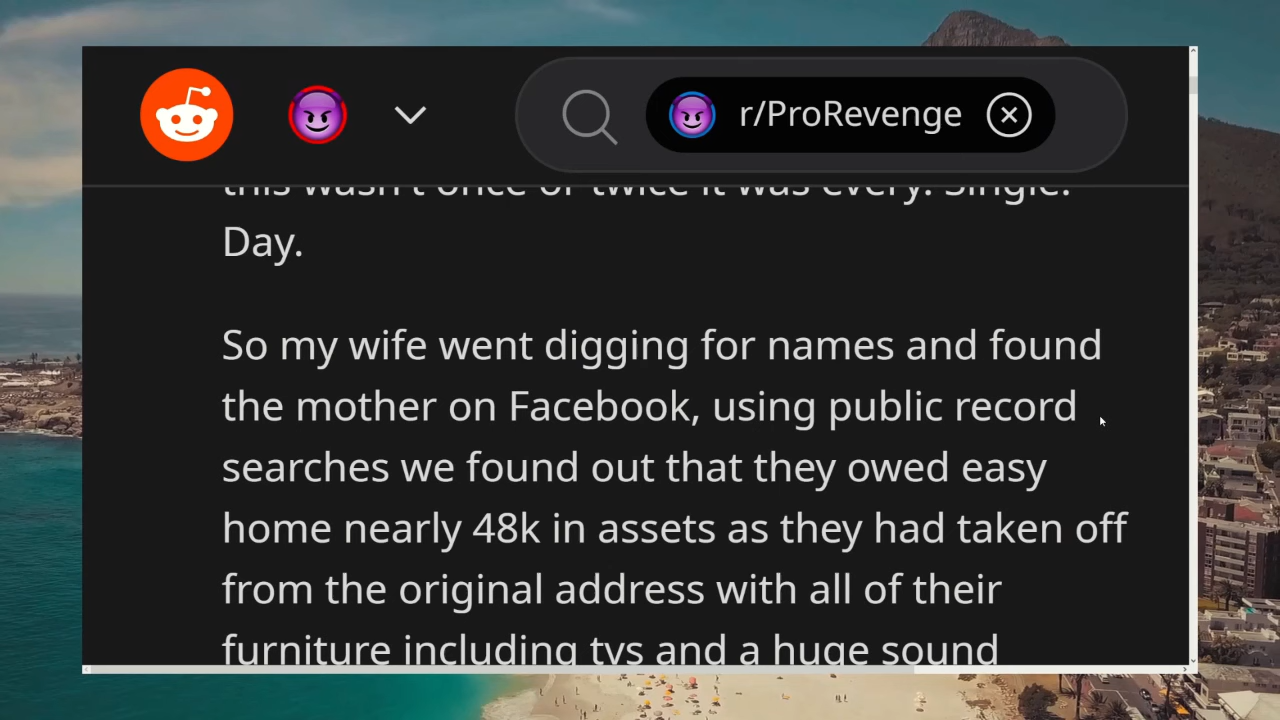 r/ProRevenge
this wasn't once or twice it was every. Single.
Day.
So my wife went digging for names and found
the mother on Facebook, using public record
searches we found out that they owed easy
home nearly 48k in assets as they had taken off
from the original address with all of their
furniture including tvs and a huge sound